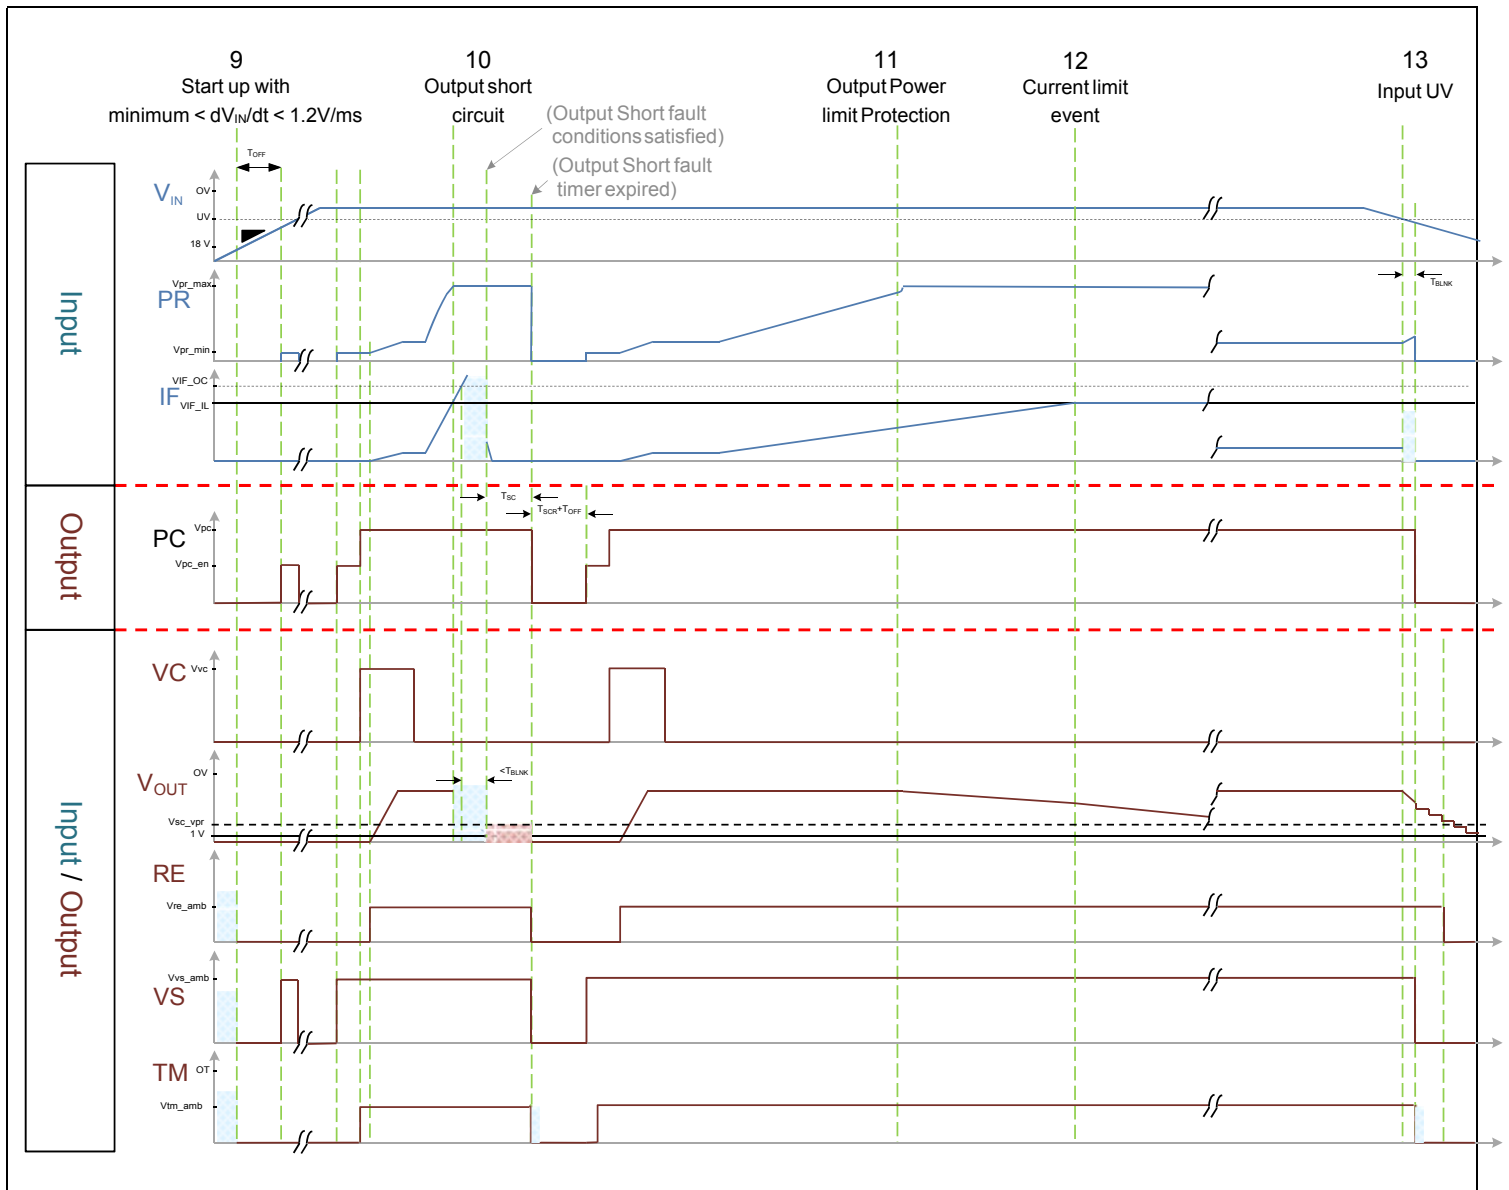 9
Start up with
minimum < dVIN/dt < 1.2V/ms
10
Output short
circuit
(Output Short fault
conditions satisfied)
(Output Short fault
timer expired)
11
Output Power
limit Protection
12
Current limit
event
13
Input UV
TOFF
Input
VIN
OV
UV
18 V
PR
Vpr_max
Vpr_min
TBLNK
IF
VIF_OC
VIF_IL
Output
TSC
TSCR+TOFF
PC
Vpc
Vpc_en
Input / Output
VC
Vvc
VOUT
OV
<TBLNK
Vsc_vpr
1 V
RE
Vre_amb
VS
Vvs_amb
TM
OT
Vtm_amb